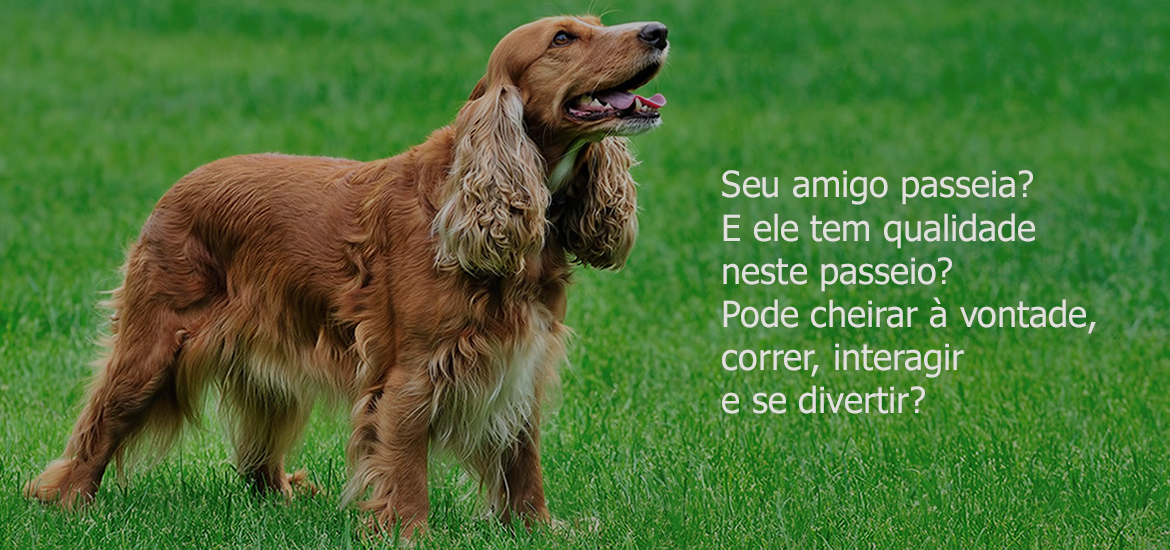 Seu amigo passeia?
E ele tem qualidade
neste passeio?
Pode cheirar à vontade,
correr, interagir
e se divertir?